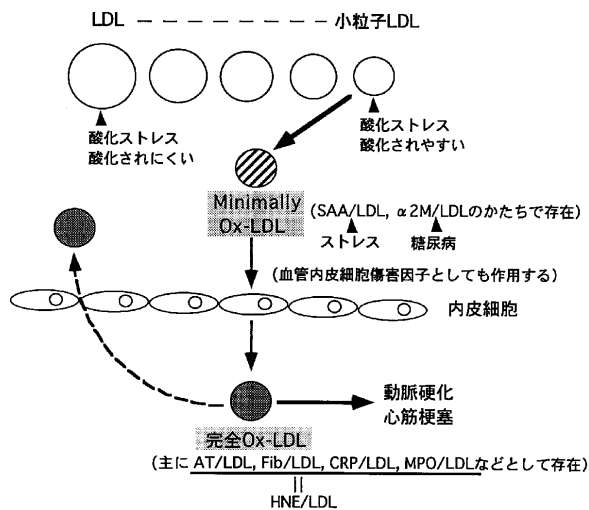 LDL 小粒子LDL
酸化ストレス
酸化されにくい
酸化ストレス
酸化されやすい
Minimally
Ox-LDL
(SAA/LDL, α2M/LDLのかたちで存在)
ストレス 糖尿病
(血管内皮細胞傷害因子としても作用する)
内皮細胞
動脈硬化
心筋梗塞
完全Ox-LDL
(主に AT/LDL, Fib/LDL, CRP/LDL, MPO/LDLなどとして存在)
HNE/LDL